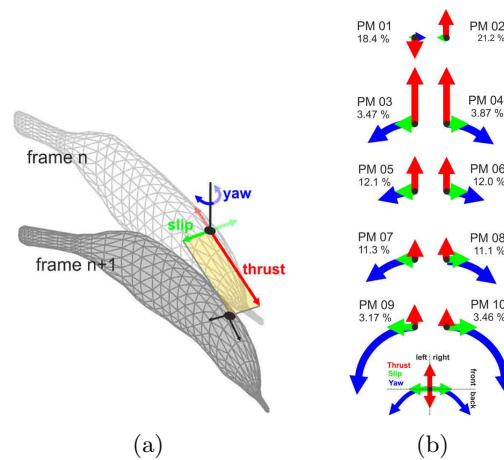 frame n
yaw
slip
thrust
frame n+1
(a)
(b)
PM 01
18.4 %
PM 02
21.2 %
PM 03
3.47 %
PM 04
3.87 %
PM 05
12.1 %
PM 06
12.0 %
PM 07
11.3 %
PM 08
11.1 %
PM 09
3.17 %
PM 10
3.46 %
left right
Thrust
Slip
Yaw
front
back